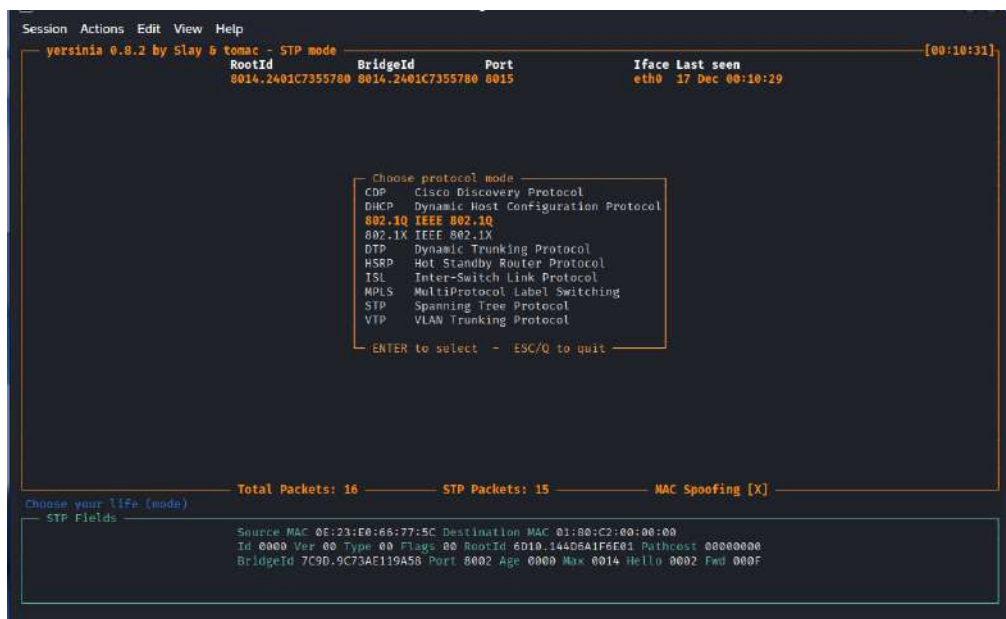 Session Actions Edit View Help
yersinia 0.8.2 by Slay & tomac - STP mode [00:10:31]
RootId BridgeId Port Iface Last seen
8014.2401C7355780 8014.2401C7355780 8015 eth0 17 Dec 00:10:29
Choose protocol mode
CDP Cisco Discovery Protocol
DHCP Dynamic Host Configuration Protocol
802.1Q IEEE 802.1Q
802.1X IEEE 802.1X
DTP Dynamic Trunking Protocol
HSRP Hot Standby Router Protocol
ISL Inter-Switch Link Protocol
MPLS MultiProtocol Label Switching
STP Spanning Tree Protocol
VTP VLAN Trunking Protocol
ENTER to select - ESC/Q to quit
Total Packets: 16 STP Packets: 15 MAC Spoofing [X]
Choose your life (mode)
STP Fields
Source MAC 0E:23:E0:66:77:5C Destination MAC 01:80:C2:00:00:00
Id 0000 Ver 00 Type 00 Flags 00 RootId 6D10.144D6A1F6E01 Pathcost 00000000
BridgeId 7C9D.9C73AE119A58 Port 8002 Age 0000 Max 0014 Hello 0002 Fwd 000F